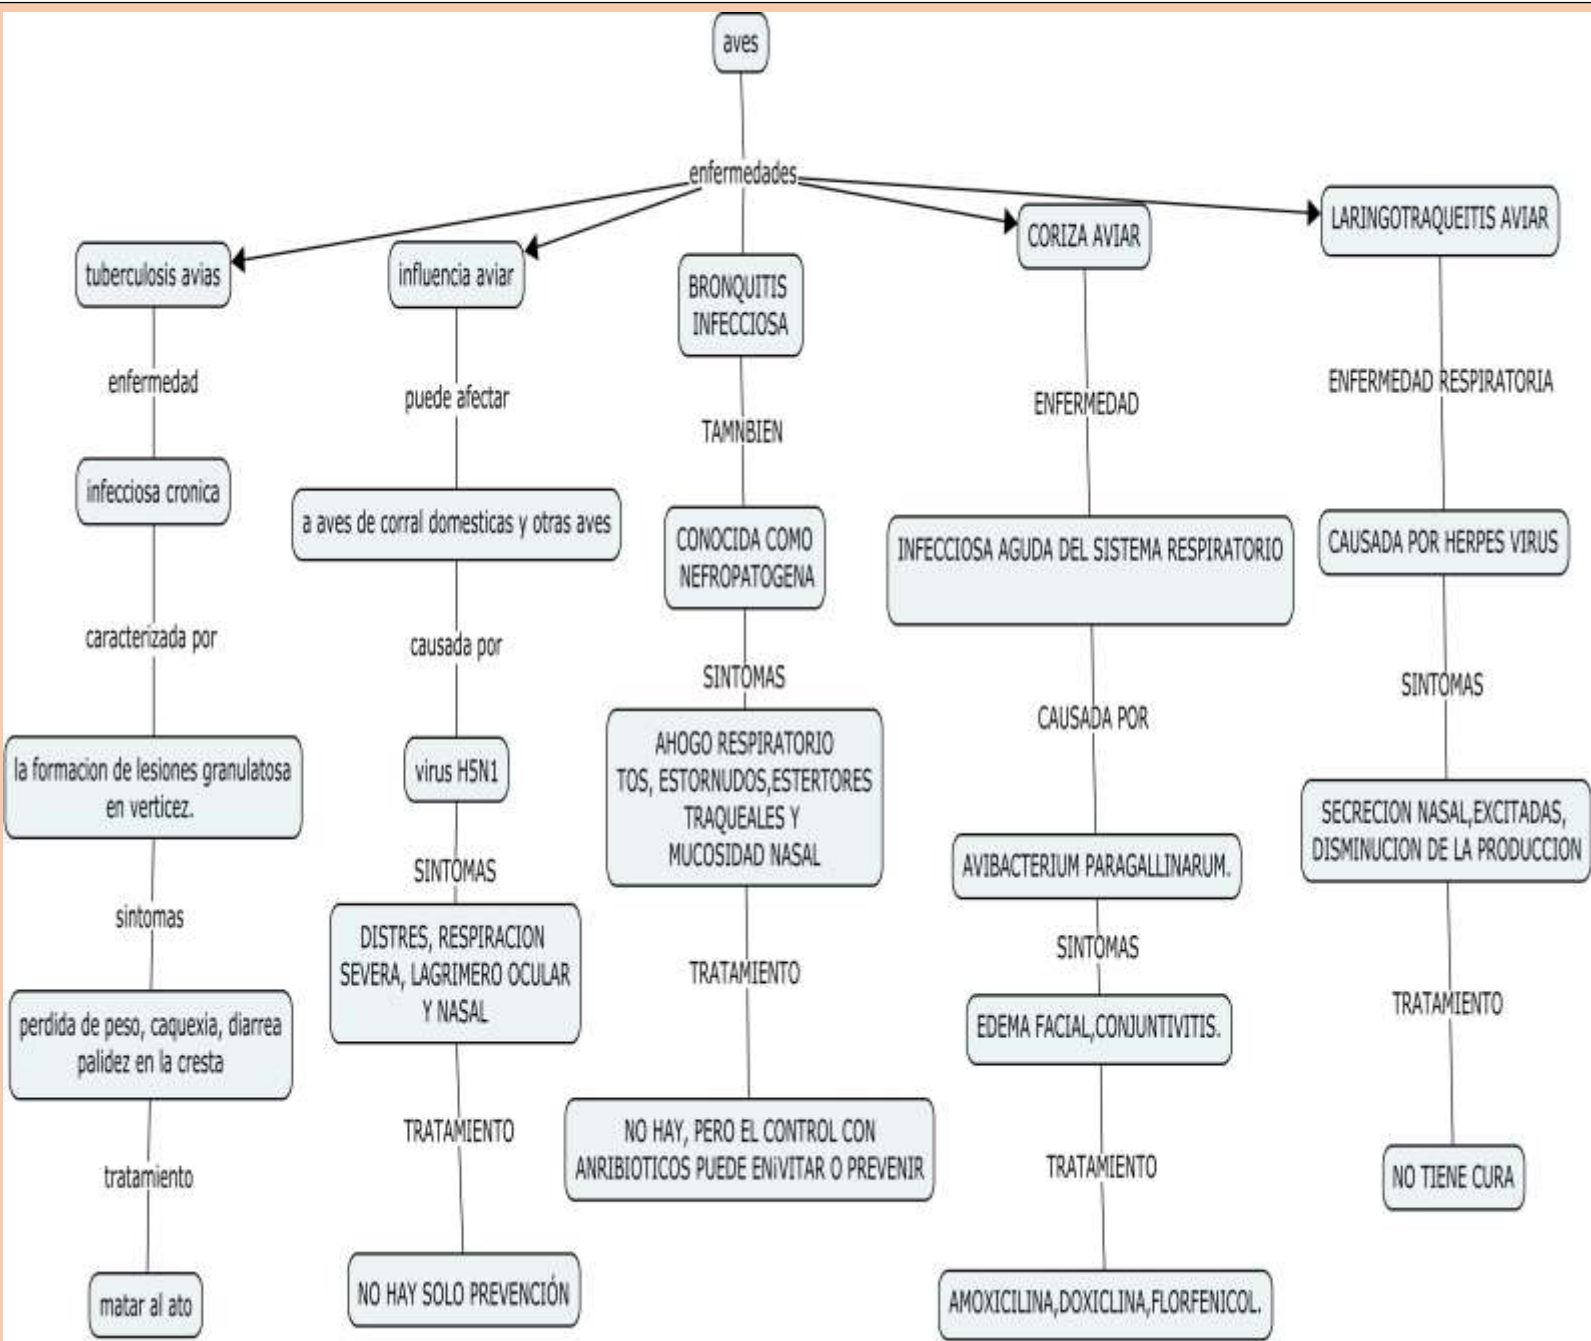 aves
enfermedades
tuberculosis avias
enfermedad
infecciosa cronica
caracterizada por
la formacion de lesiones granulatosa
en verticez.
sintomas
perdida de peso, caquexia, diarrea
palidez en la cresta
tratamiento
matar al ato
influencia aviar
puede afectar
a aves de corral domesticas y otras aves
causada por
virus H5N1
SINTOMAS
DISTRES, RESPIRACION
SEVERA, LAGRIMERO OCULAR
Y NASAL
TRATAMIENTO
NO HAY SOLO PREVENCIÓN
BRONQUITIS
INFECCIOSA
TAMNBIEN
CONOCIDA COMO
NEFROPATOGENA
SINTOMAS
AHOGO RESPIRATORIO
TOS, ESTORNUDOS,ESTERTORES
TRAQUEALES Y
MUCOSIDAD NASAL
TRATAMIENTO
NO HAY, PERO EL CONTROL CON
ANRIBIOTICOS PUEDE ENiVITAR O PREVENIR
CORIZA AVIAR
ENFERMEDAD
INFECCIOSA AGUDA DEL SISTEMA RESPIRATORIO
CAUSADA POR
AVIBACTERIUM PARAGALLINARUM.
SINTOMAS
EDEMA FACIAL,CONJUNTIVITIS.
TRATAMIENTO
AMOXICILINA,DOXICLINA,FLORFENICOL.
LARINGOTRAQUEITIS AVIAR
ENFERMEDAD RESPIRATORIA
CAUSADA POR HERPES VIRUS
SINTOMAS
SECRECION NASAL,EXCITADAS,
DISMINUCION DE LA PRODUCCION
TRATAMIENTO
NO TIENE CURA